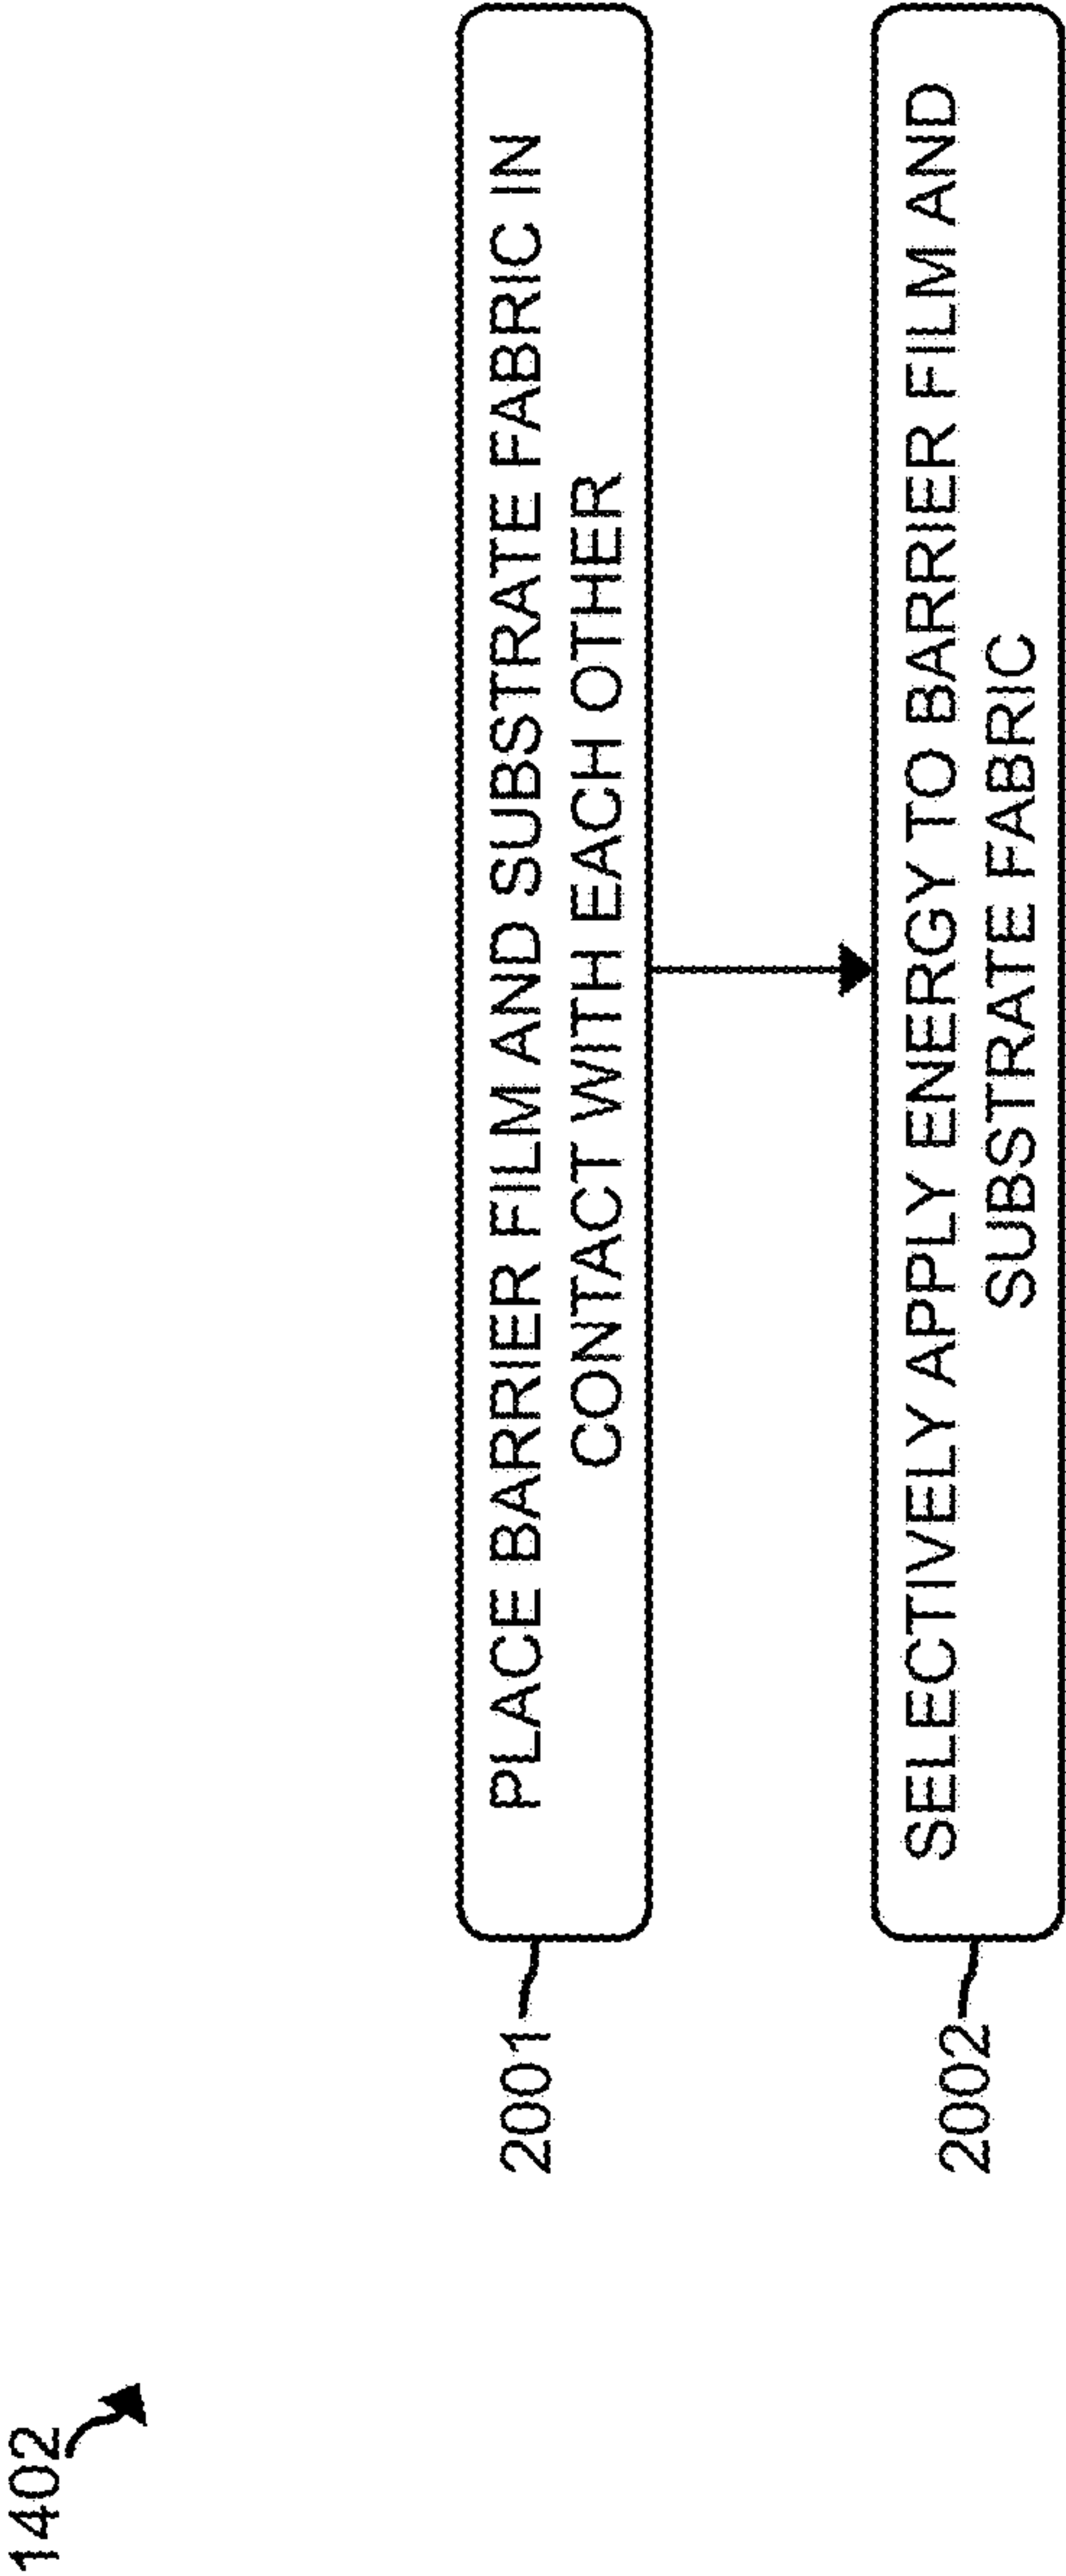 1402
2001
PLACE BARRIER FILM AND SUBSTRATE FABRIC IN
CONTACT WITH EACH OTHER
2002
SELECTIVELY APPLY ENERGY TO BARRIER FILM AND
SUBSTRATE FABRIC